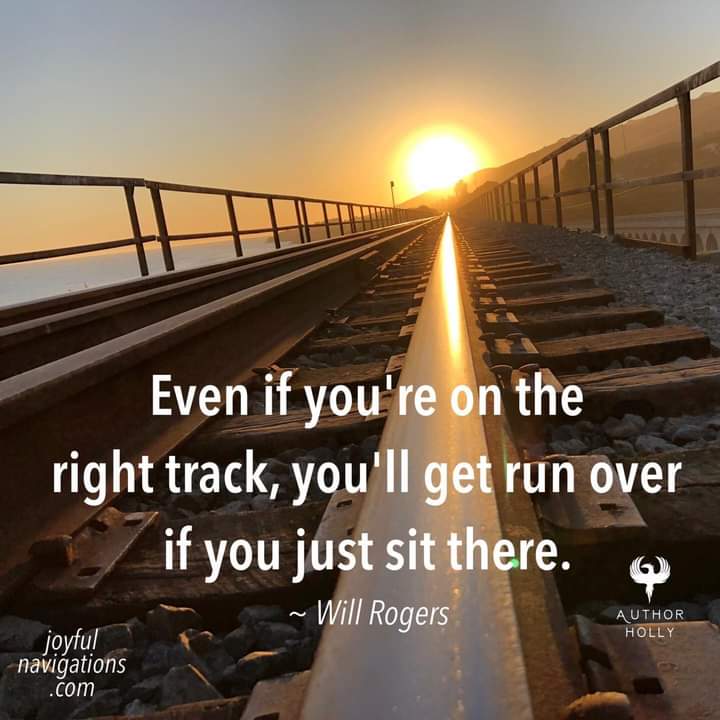 Even if you're on the
right track, you'll get run over
if you just sit there.
~ Will Rogers
joyful
navigations
.com
AUTHOR
HOLLY